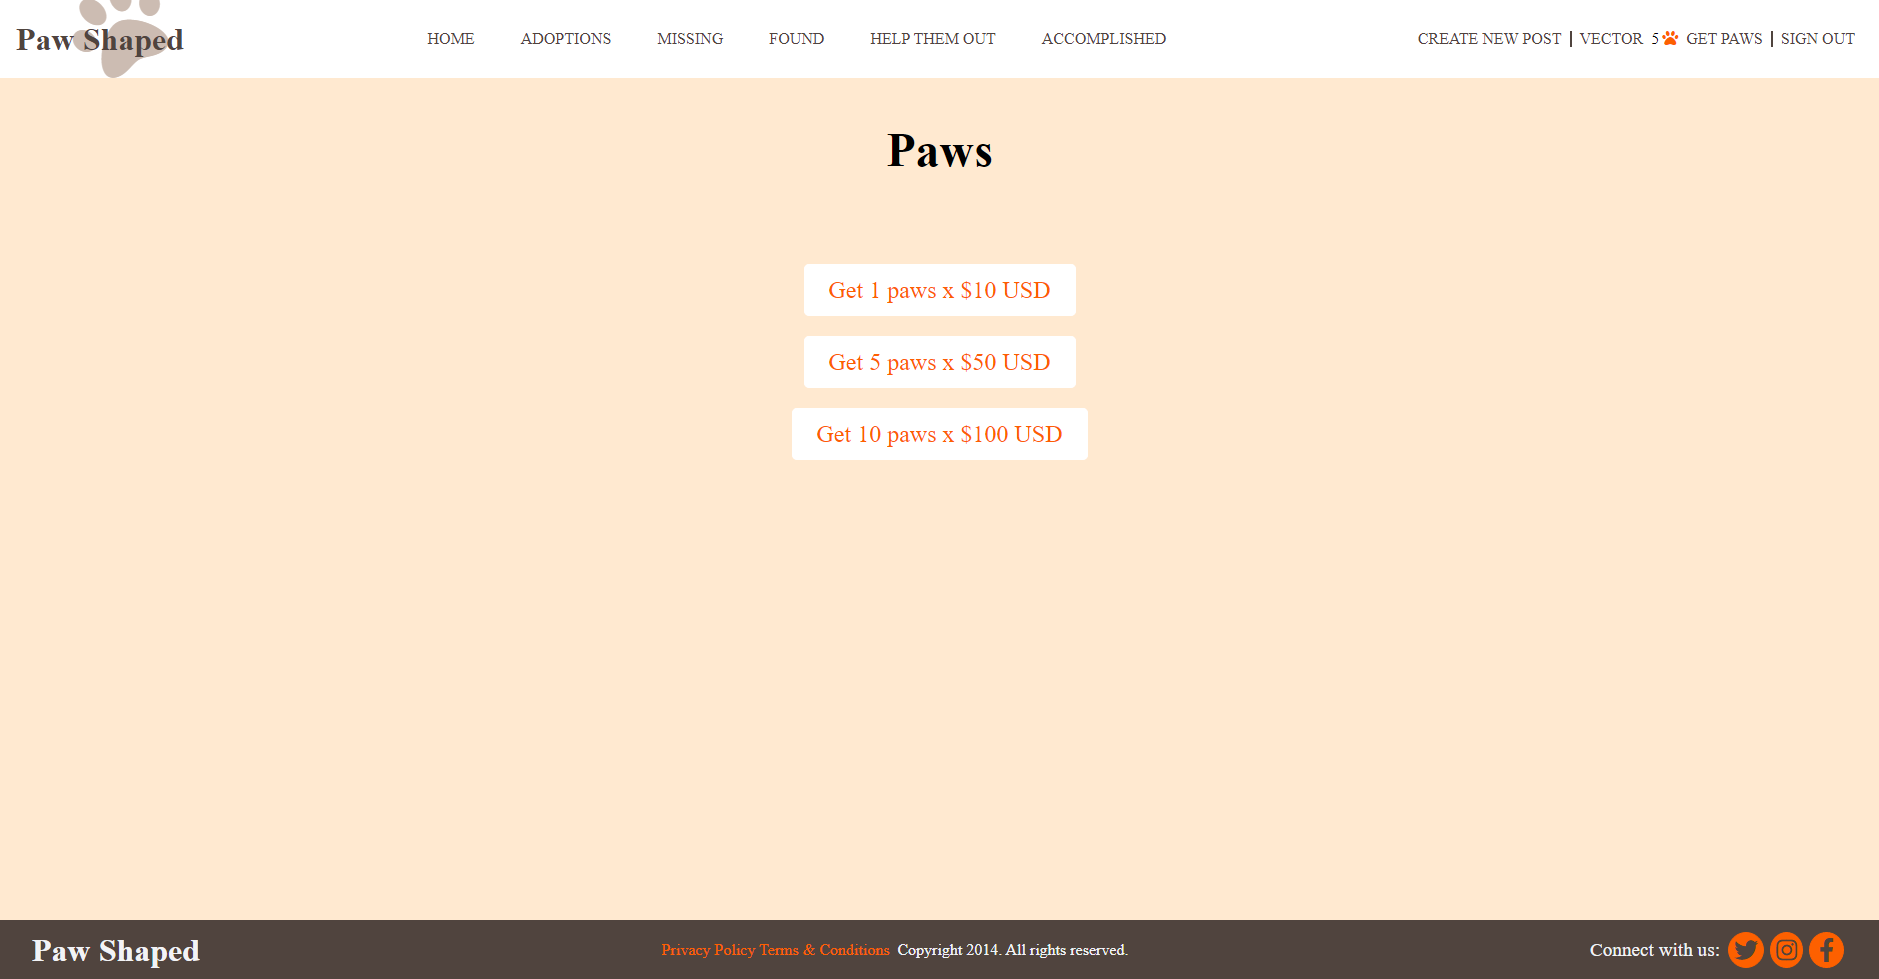 Paw Shaped
HOME ADOPTIONS MISSING FOUND HELP THEM OUT ACCOMPLISHED
CREATE NEW POST | VECTOR 5 GET PAWS | SIGN OUT
Paws
Get 1 paws x $10 USD
Get 5 paws x $50 USD
Get 10 paws x $100 USD
Paw Shaped
Privacy Policy Terms & Conditions Copyright 2014. All rights reserved.
Connect with us: